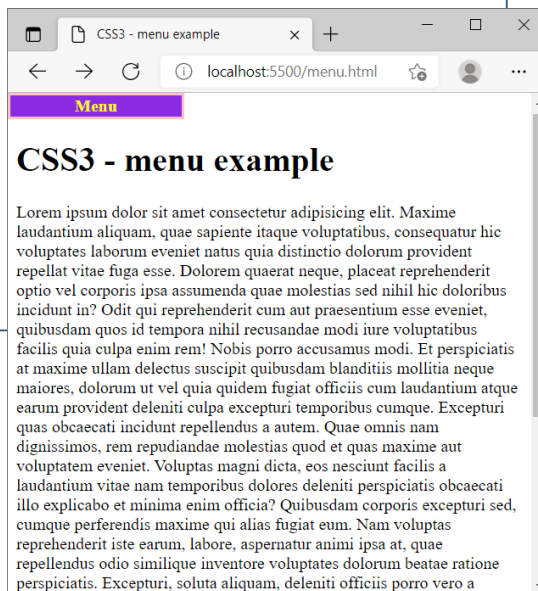 CSS3 - menu example
localhost:5500/menu.html
Menu
CSS3 - menu example
Lorem ipsum dolor sit amet consectetur adipisicing elit. Maxime
laudantium aliquam, quae sapiente itaque voluptatibus, consequatur hic
voluptates laborum eveniet natus quia distinctio dolorum provident
repellat vitae fuga esse. Dolorem quaerat neque, placeat reprehenderit
optio vel corporis ipsa assumenda quae molestias sed nihil hic doloribus
incidunt in? Odit qui reprehenderit cum aut praesentium esse eveniet,
quibusdam quos id tempora nihil recusandae modi iure voluptatibus
facilis quia culpa enim rem! Nobis porro accusamus modi. Et perspiciatis
at maxime ullam delectus suscipit quibusdam blanditiis mollitia neque
maiores, dolorum ut vel quia quidem fugiat officiis cum laudantium atque
earum provident deleniti culpa excepturi temporibus cumque. Excepturi
quas obcaecati incidunt repellendus a autem. Quae omnis nam
dignissimos, rem repudiandae molestias quod et quas maxime aut
voluptatem eveniet. Voluptas magni dicta, eos nesciunt facilis a
laudantium vitae nam temporibus dolores deleniti perspiciatis obcaecati
illo explicabo et minima enim officia? Quibusdam corporis excepturi sed,
cumque perferendis maxime qui alias fugiat eum. Nam voluptas
reprehenderit iste earum, labore, aspernatur animi ipsa at, quae
repellendus odio similique inventore voluptates dolorum beatae ratione
perspiciatis. Excepturi, soluta aliquam, deleniti officiis porro vero a